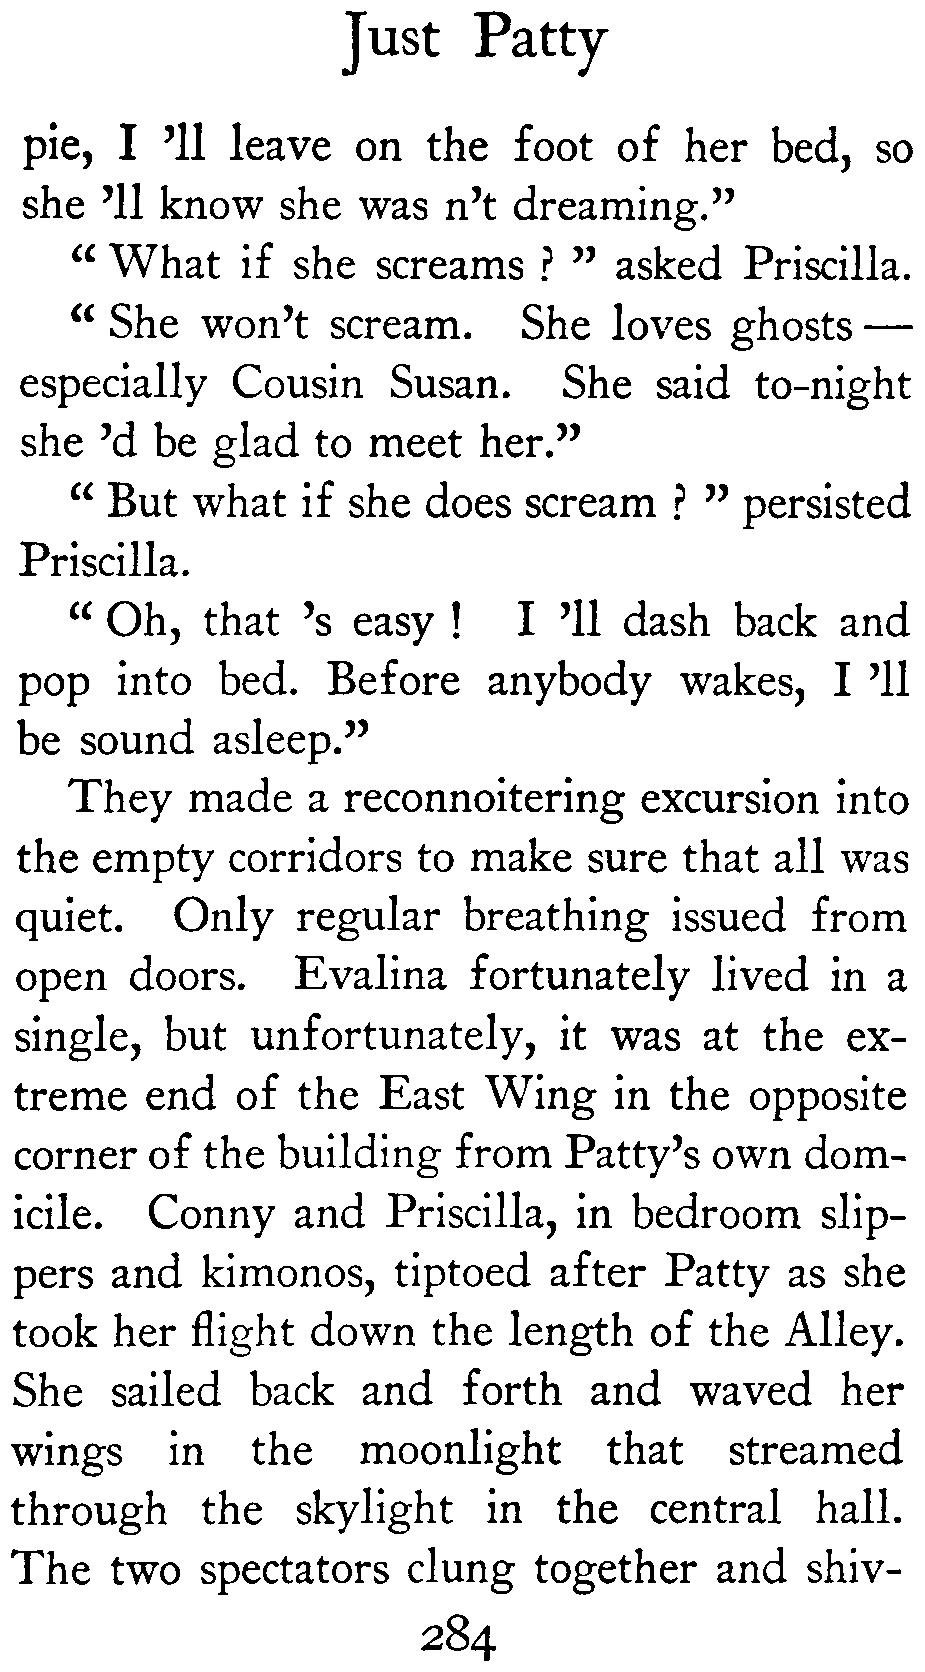 Just Patty
pie, I 'll leave on the foot of her bed, so
she 'll know she was n't dreaming.”
“ What if she screams ? ” asked Priscilla.
“ She won't scream. She loves ghosts —
especially Cousin Susan. She said to-night
she 'd be glad to meet her.”
“ But what if she does scream ? ” persisted
Priscilla.
“ Oh, that 's easy ! I 'll dash back and
pop into bed. Before anybody wakes, I 'll
be sound asleep.”
They made a reconnoitering excursion into
the empty corridors to make sure that all was
quiet. Only regular breathing issued from
open doors. Evalina fortunately lived in a
single, but unfortunately, it was at the ex-
treme end of the East Wing in the opposite
corner of the building from Patty's own dom-
icile. Conny and Priscilla, in bedroom slip-
pers and kimonos, tiptoed after Patty as she
took her flight down the length of the Alley.
She sailed back and forth and waved her
wings in the moonlight that streamed
through the skylight in the central hall.
The two spectators clung together and shiv-
284